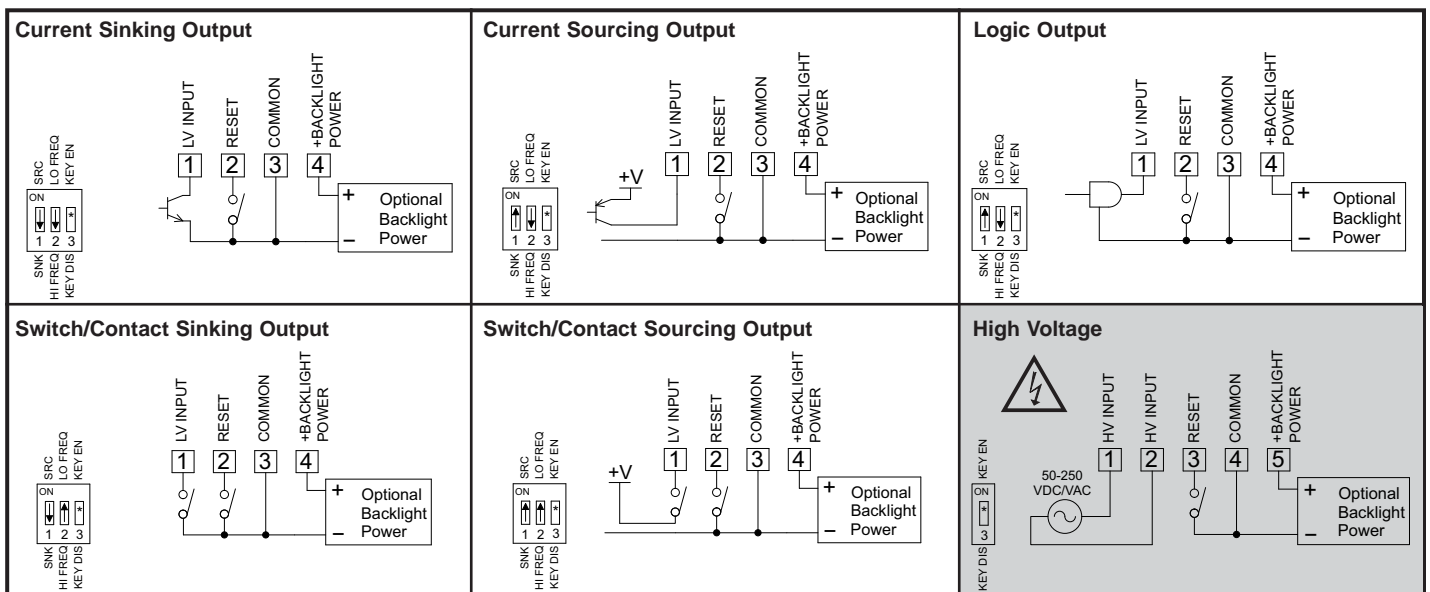 Current Sinking Output
LV INPUT
RESET
COMMON
+BACKLIGHT
POWER
1 2 3 4
SRC
LO FREQ
KEY EN
ON
*
1 2 3
SNK
HI FREQ
KEY DIS
+
Optional
Backlight
Power
–
Current Sourcing Output
LV INPUT
RESET
COMMON
+BACKLIGHT
POWER
1 2 3 4
+V
SRC
LO FREQ
KEY EN
ON
*
1 2 3
SNK
HI FREQ
KEY DIS
+
Optional
Backlight
Power
–
Logic Output
LV INPUT
RESET
COMMON
+BACKLIGHT
POWER
1 2 3 4
SRC
LO FREQ
KEY EN
ON
*
1 2 3
SNK
HI FREQ
KEY DIS
+
Optional
Backlight
Power
–
Switch/Contact Sinking Output
LV INPUT
RESET
COMMON
+BACKLIGHT
POWER
1 2 3 4
SRC
LO FREQ
KEY EN
ON
*
1 2 3
SNK
HI FREQ
KEY DIS
+
Optional
Backlight
Power
–
Switch/Contact Sourcing Output
LV INPUT
RESET
COMMON
+BACKLIGHT
POWER
1 2 3 4
+V
SRC
LO FREQ
KEY EN
ON
*
1 2 3
SNK
HI FREQ
KEY DIS
+
Optional
Backlight
Power
–
High Voltage
HV INPUT
HV INPUT
RESET
COMMON
+BACKLIGHT
POWER
1 2 3 4 5
50-250
VDC/VAC
KEY EN
ON
*
3
KEY DIS
+
Optional
Backlight
Power
–